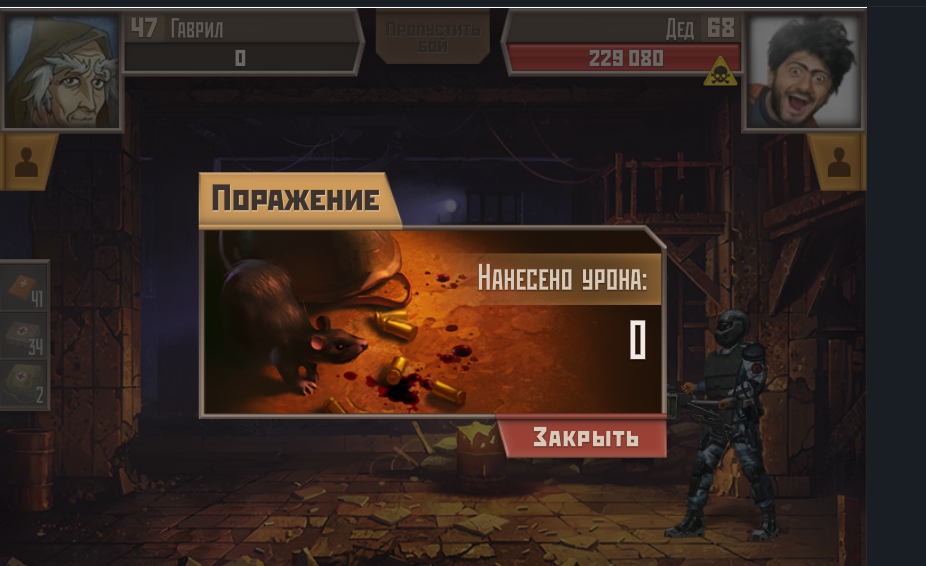 47 Гаврил
0
Пропустить
бой
Дед 68
229 080
Поражение
Нанесено урона:
0
41
34
2
Закрыть